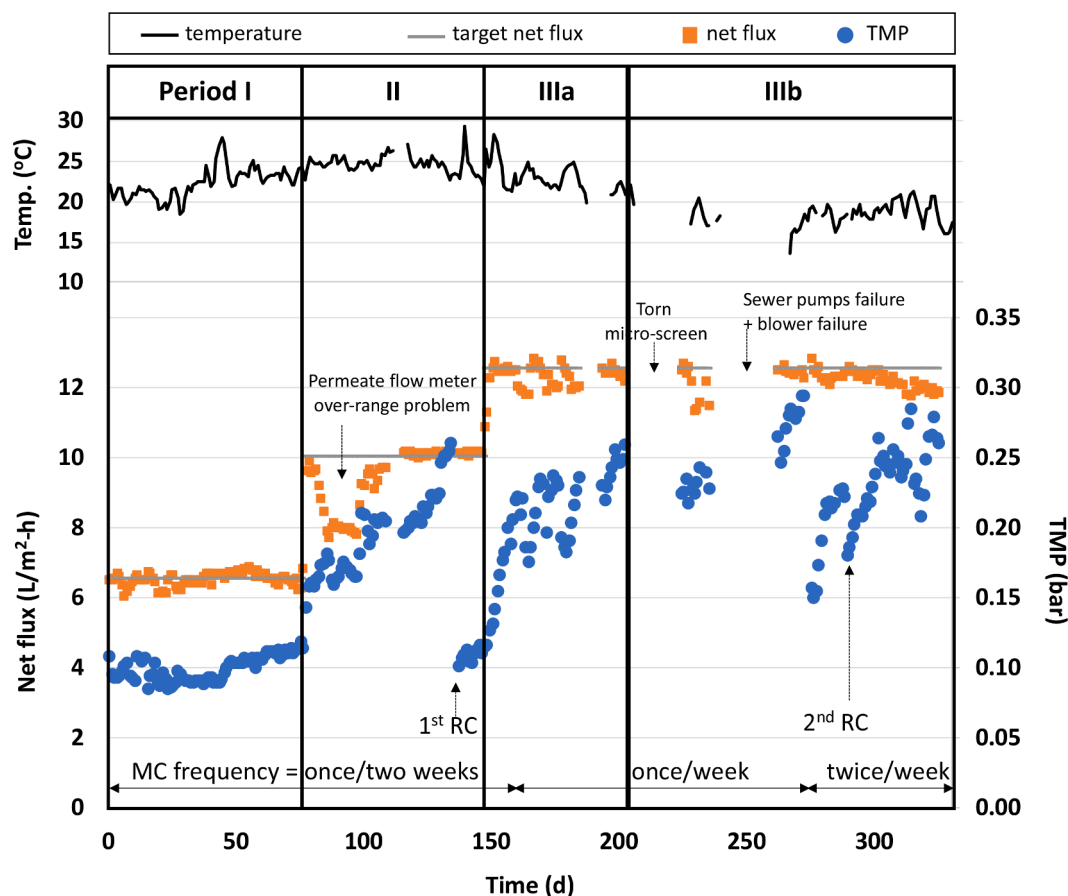 temperature target net flux net flux TMP
Period I II IIIa IIIb
30
25
20
15
10
Temp. (°C)
Torn
micro-screen
Sewer pumps failure
+ blower failure
Permeate flow meter
over-range problem
12
10
8
6
4
2
0
Net flux (L/m²-h)
0.35
0.30
0.25
0.20
0.15
0.10
0.05
0.00
TMP (bar)
1st RC
2nd RC
MC frequency = once/two weeks once/week twice/week
0 50 100 150 200 250 300
Time (d)